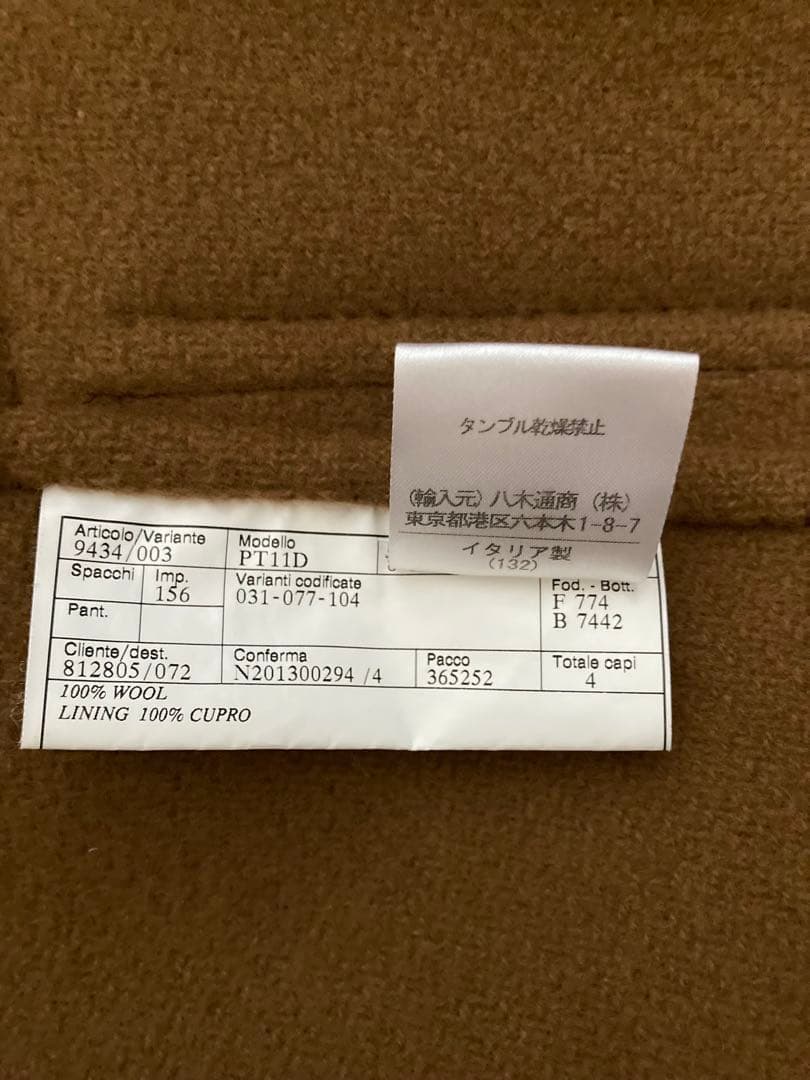 タンブル乾燥禁止
(輸入元) 八木通商 (株)
東京都港区六本木1-8-7
イタリア製
(132)
Articolo/Variante
9434/003
Modello
PT11D
Spacchi
Imp.
156
Varianti codificate
031-077-104
Fod. - Bott.
F 774
B 7442
Pant.
Cliente/dest.
812805/072
Conferma
N201300294 /4
Pacco
365252
Totale capi
4
100% WOOL
LINING 100% CUPRO